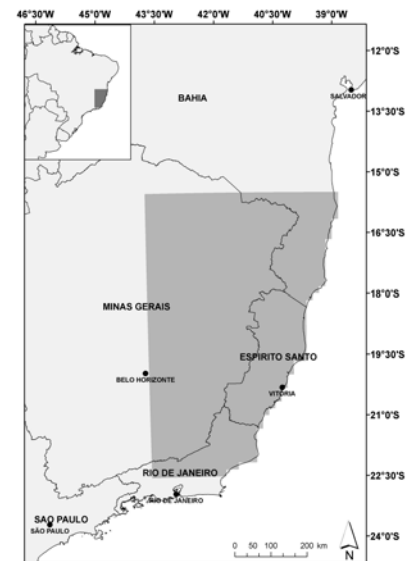 46°30'S 45°0'S 43°30'S 42°0'S 40°30'S 39°0'S
12°0'S
SALVADOR
BAHIA
13°30'S
15°0'S
16°30'S
18°0'S
MINAS GERAIS
ESPIRITO SANTO
19°30'S
BELO HORIZONTE
VITORIA
21°0'S
RIO DE JANEIRO
22°30'S
RIO DE JANEIRO
SAO PAULO
SÃO PAULO
24°0'S
0 50 100 200 km
N